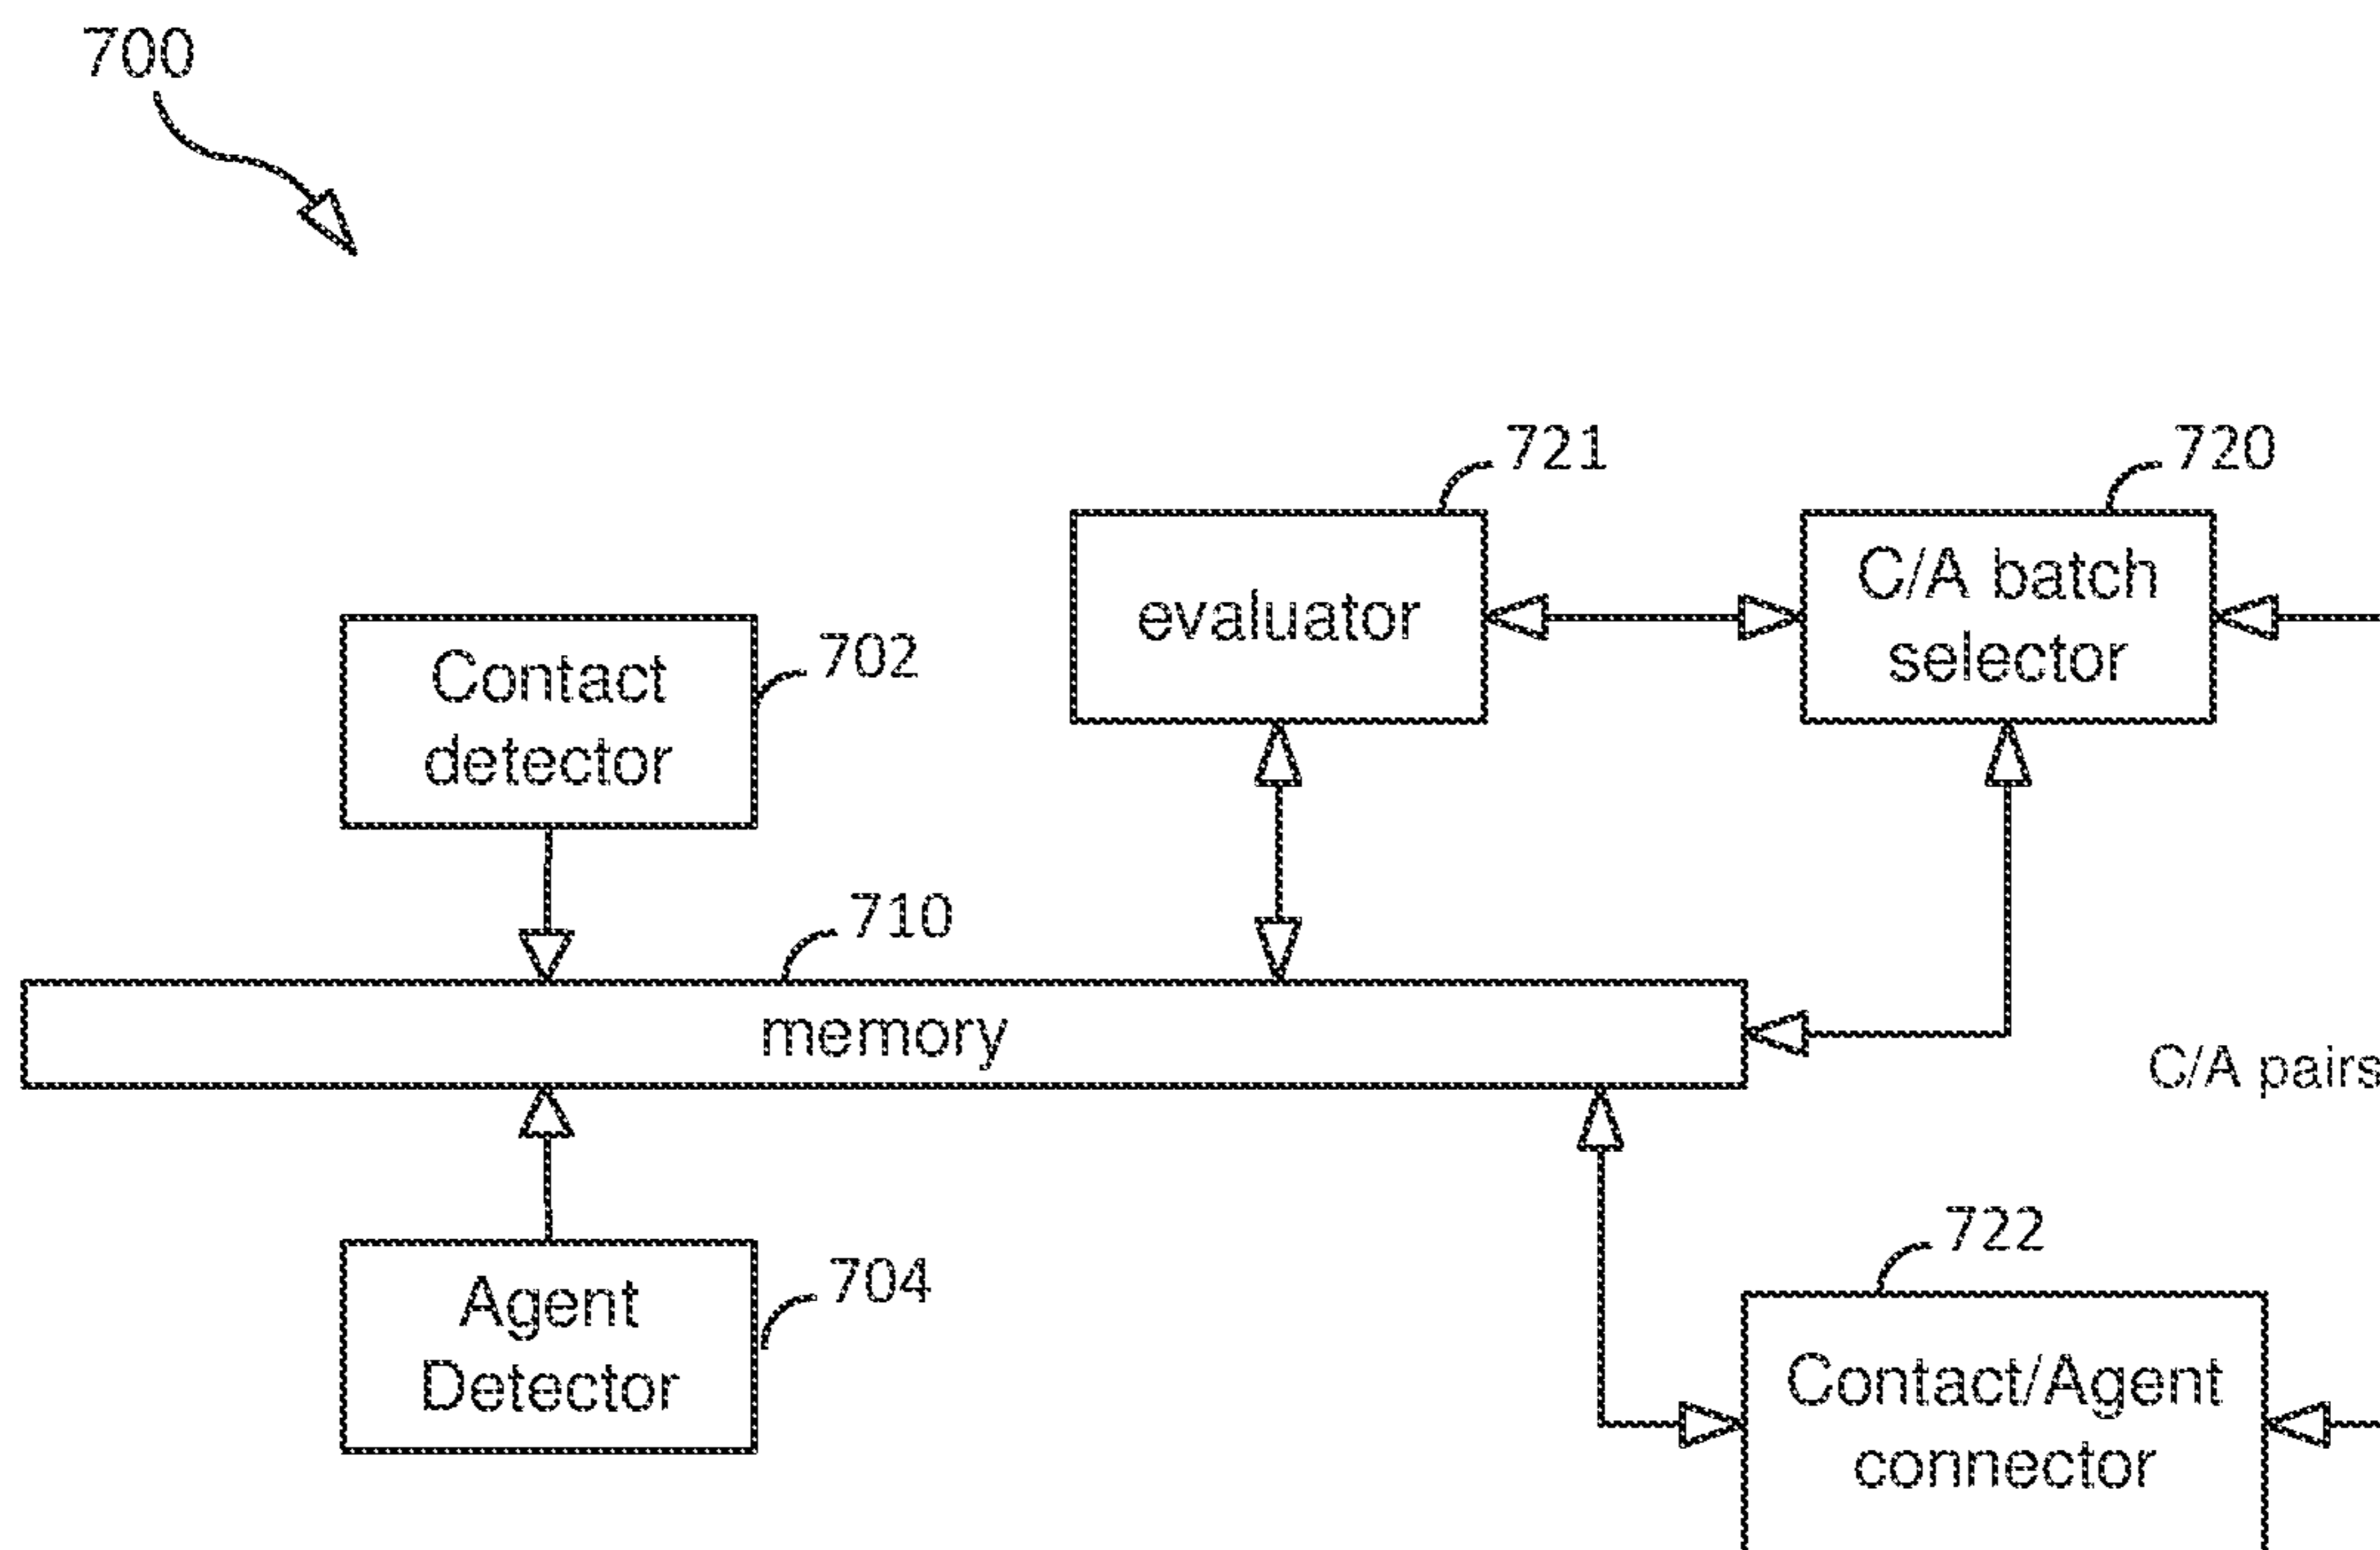 700
721
720
evaluator
C/A batch
selector
702
Contact
detector
710
memory
C/A pairs
704
Agent
Detector
722
Contact/Agent
connector